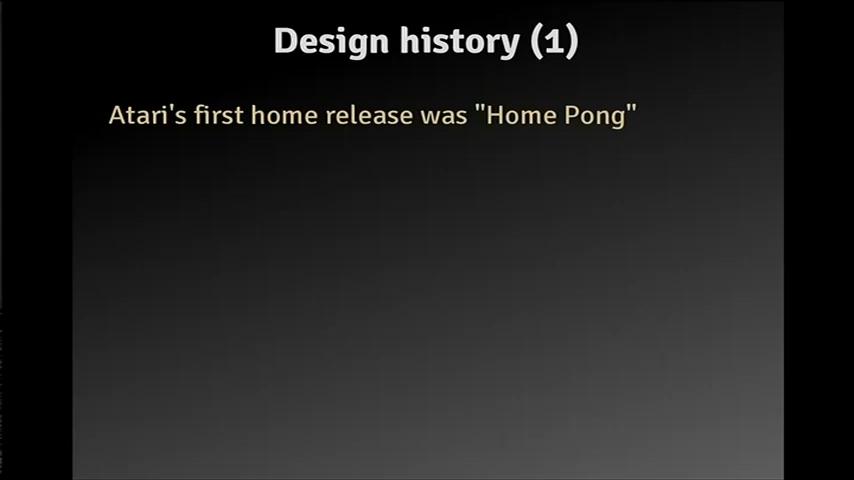 Design history (1)
Atari's first home release was "Home Pong"